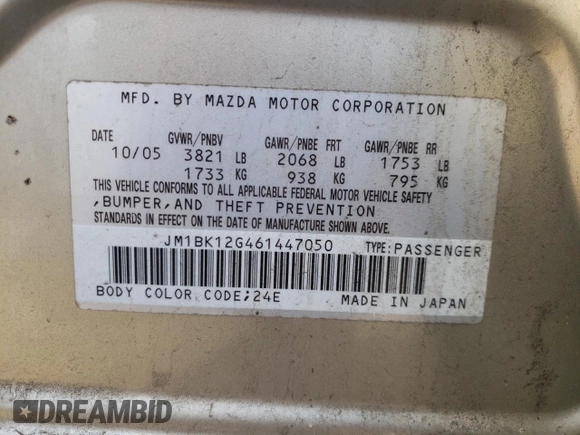 MFD. BY MAZDA MOTOR CORPORATION
DATE GVWR/PNBV GAWR/PNBE FRT GAWR/PNBE RR
10/05 3821 LB 2068 LB 1753 LB
1733 KG 938 KG 795 KG
THIS VEHICLE CONFORMS TO ALL APPLICABLE FEDERAL MOTOR VEHICLE SAFETY
,BUMPER,AND THEFT PREVENTION
STANDARDS IN EFFECT ON THE DATE OF MANUFACTURE SHOWN ABOVE.
JM1BK12G461447050 TYPE:PASSENGER
BODY COLOR CODE;24E MADE IN JAPAN
DREAMBID